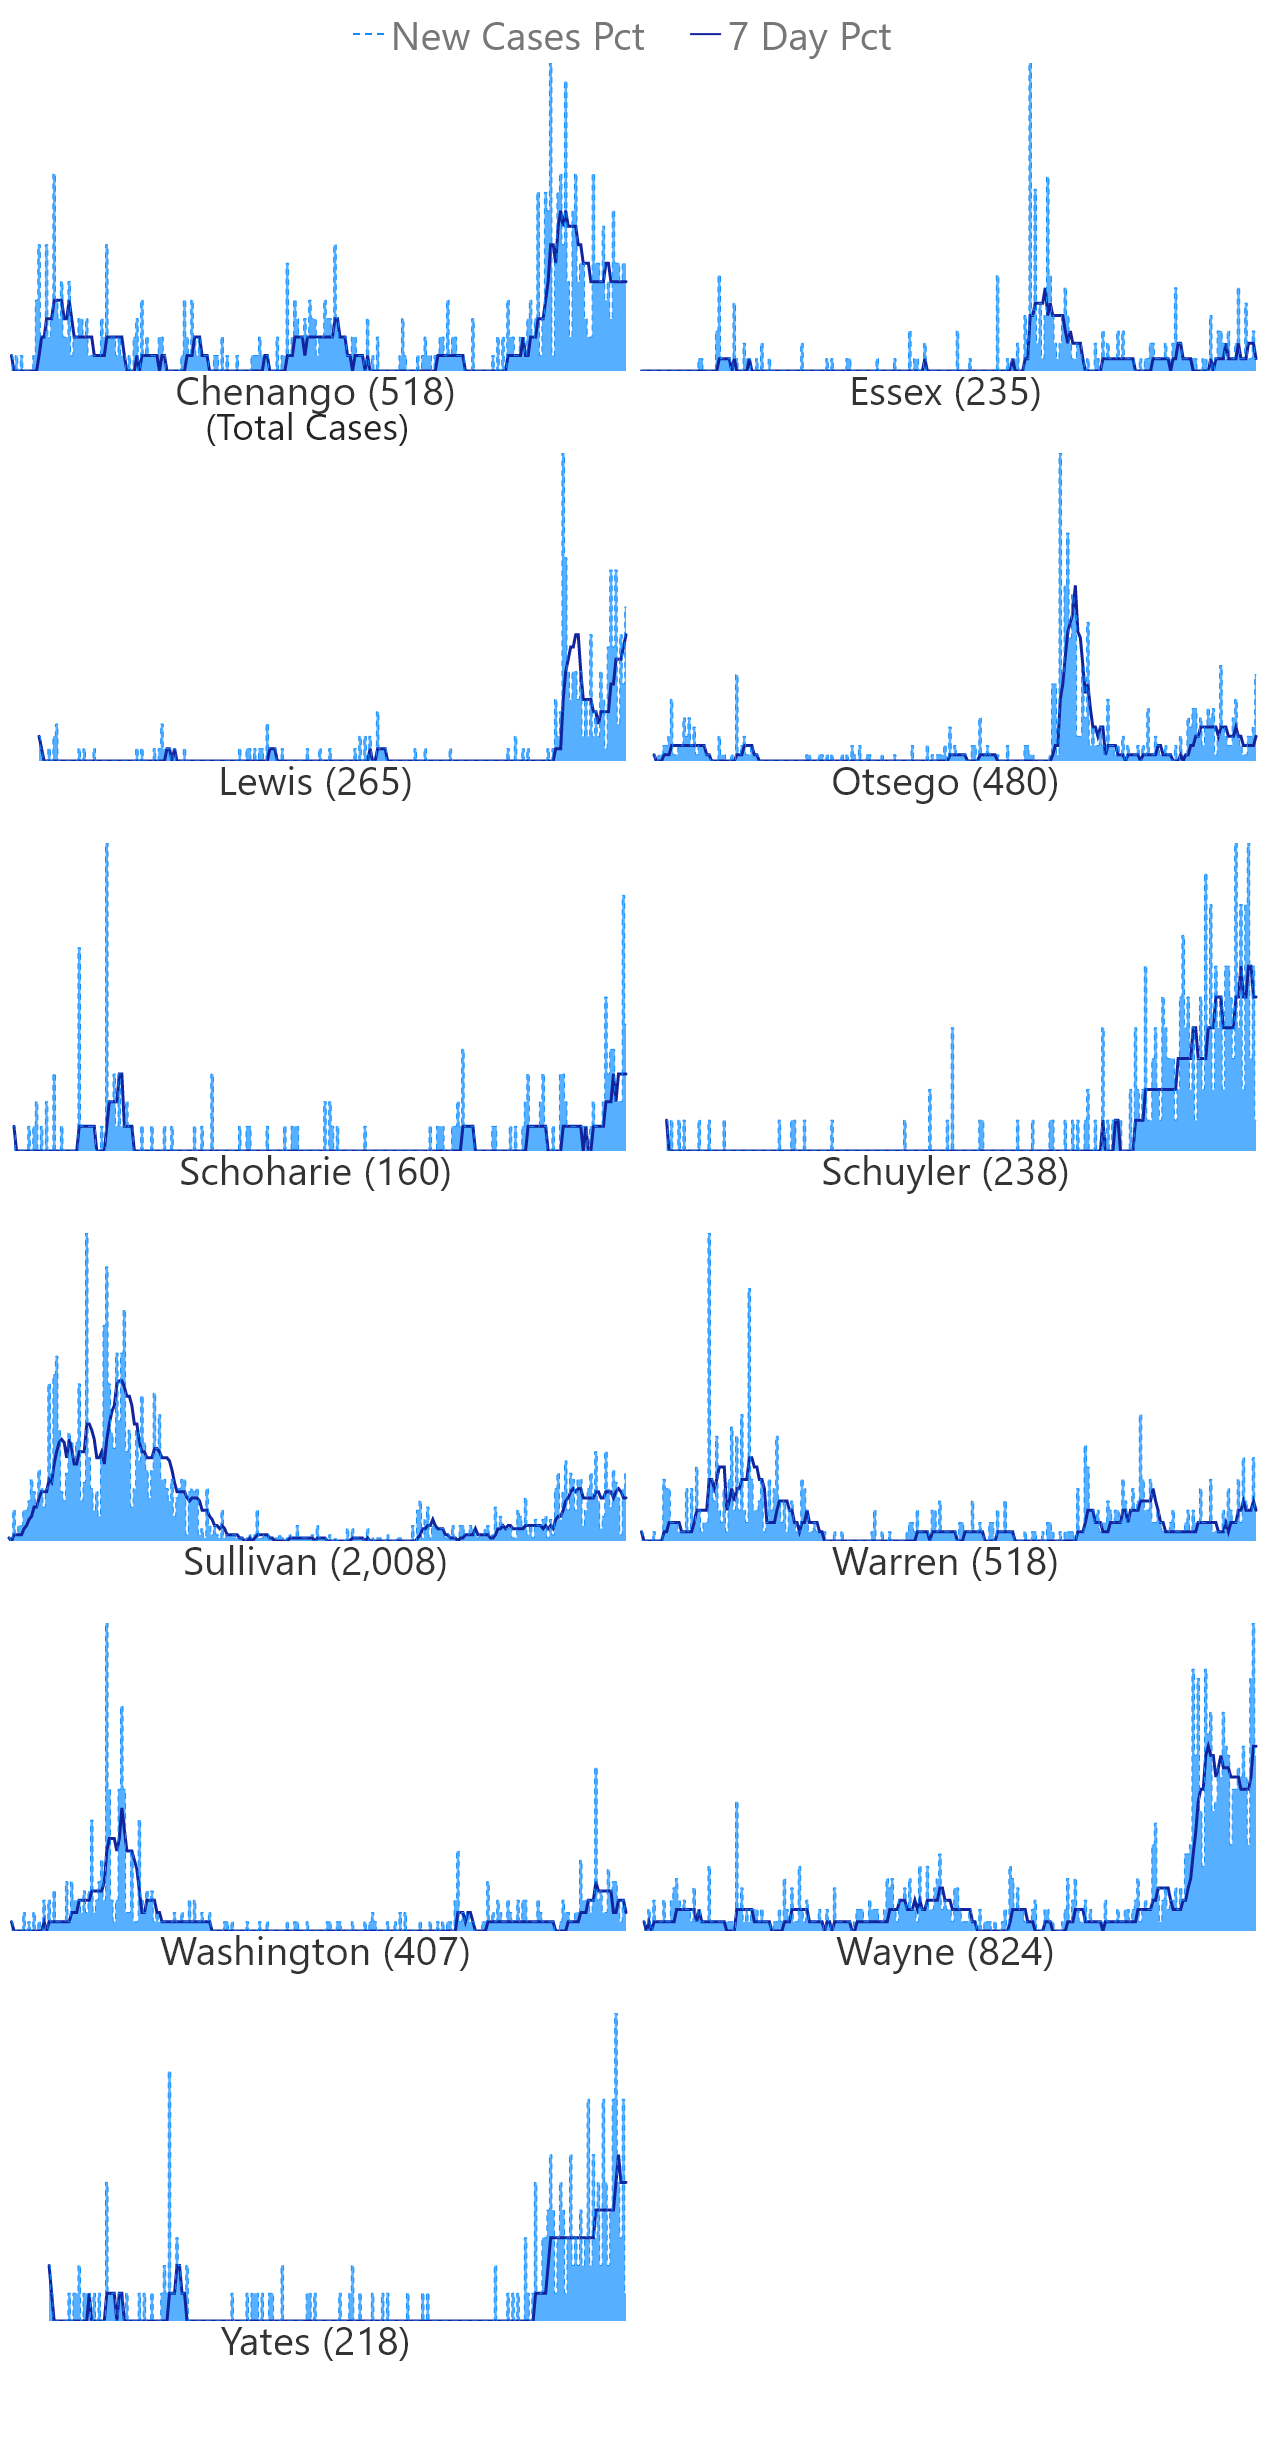 New Cases Pct 7 Day Pct
Chenango (518) Essex (235)
(Total Cases)
Lewis (265) Otsego (480)
Schoharie (160) Schuyler (238)
Sullivan (2,008) Warren (518)
Washington (407) Wayne (824)
Yates (218)